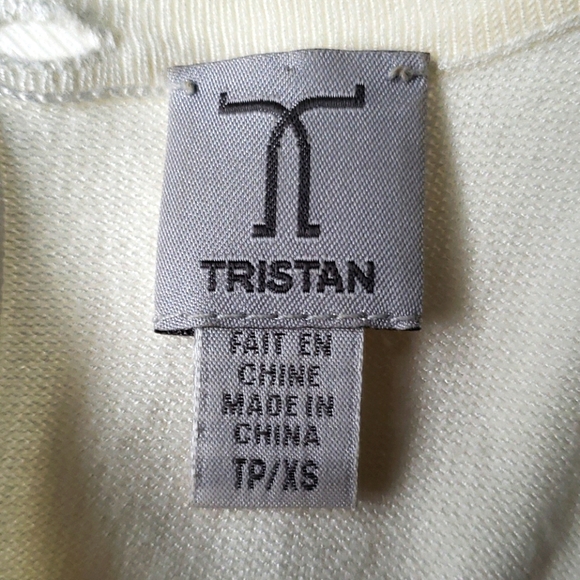 TRISTAN
FAIT EN
CHINE
MADE IN
CHINA
TP/XS